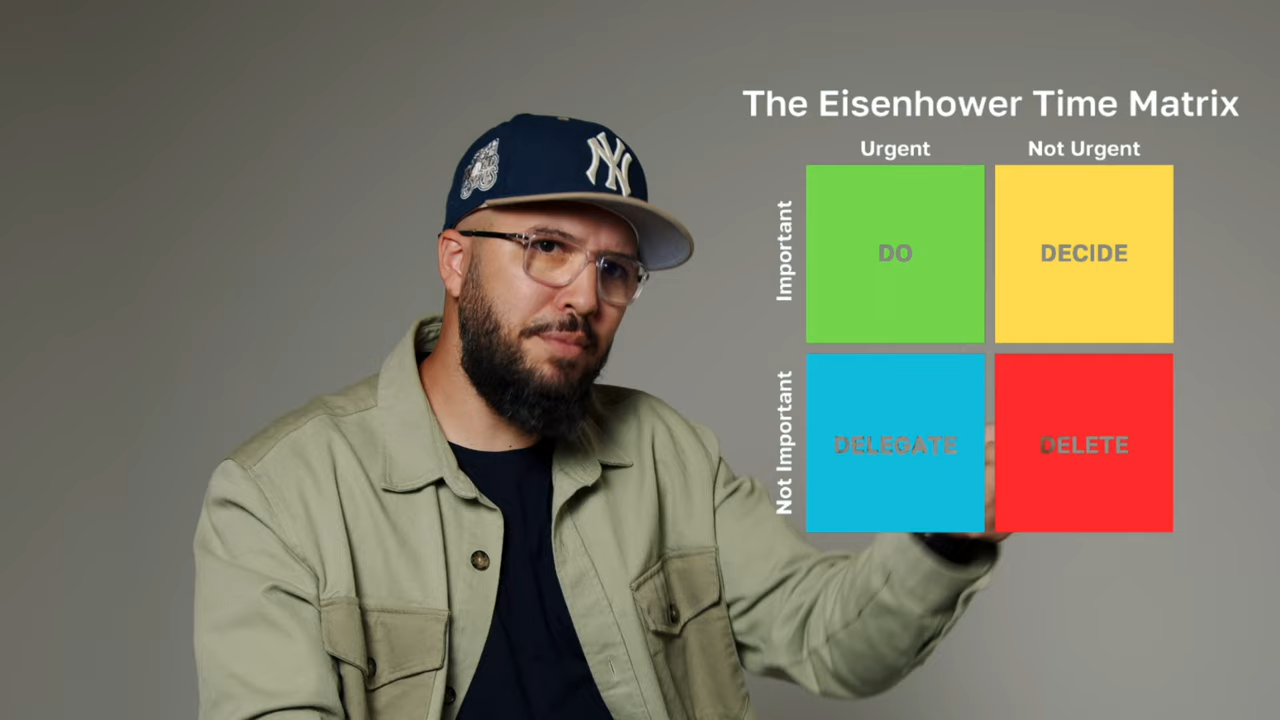 The Eisenhower Time Matrix
Urgent
Not Urgent
Important
DO
DECIDE
Not Important
DELEGATE
DELETE
NY